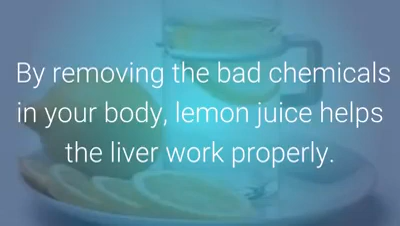 By removing the bad chemicals
in your body, lemon juice helps
the liver work properly.